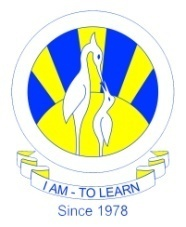 I AM - TO LEARN
Since 1978